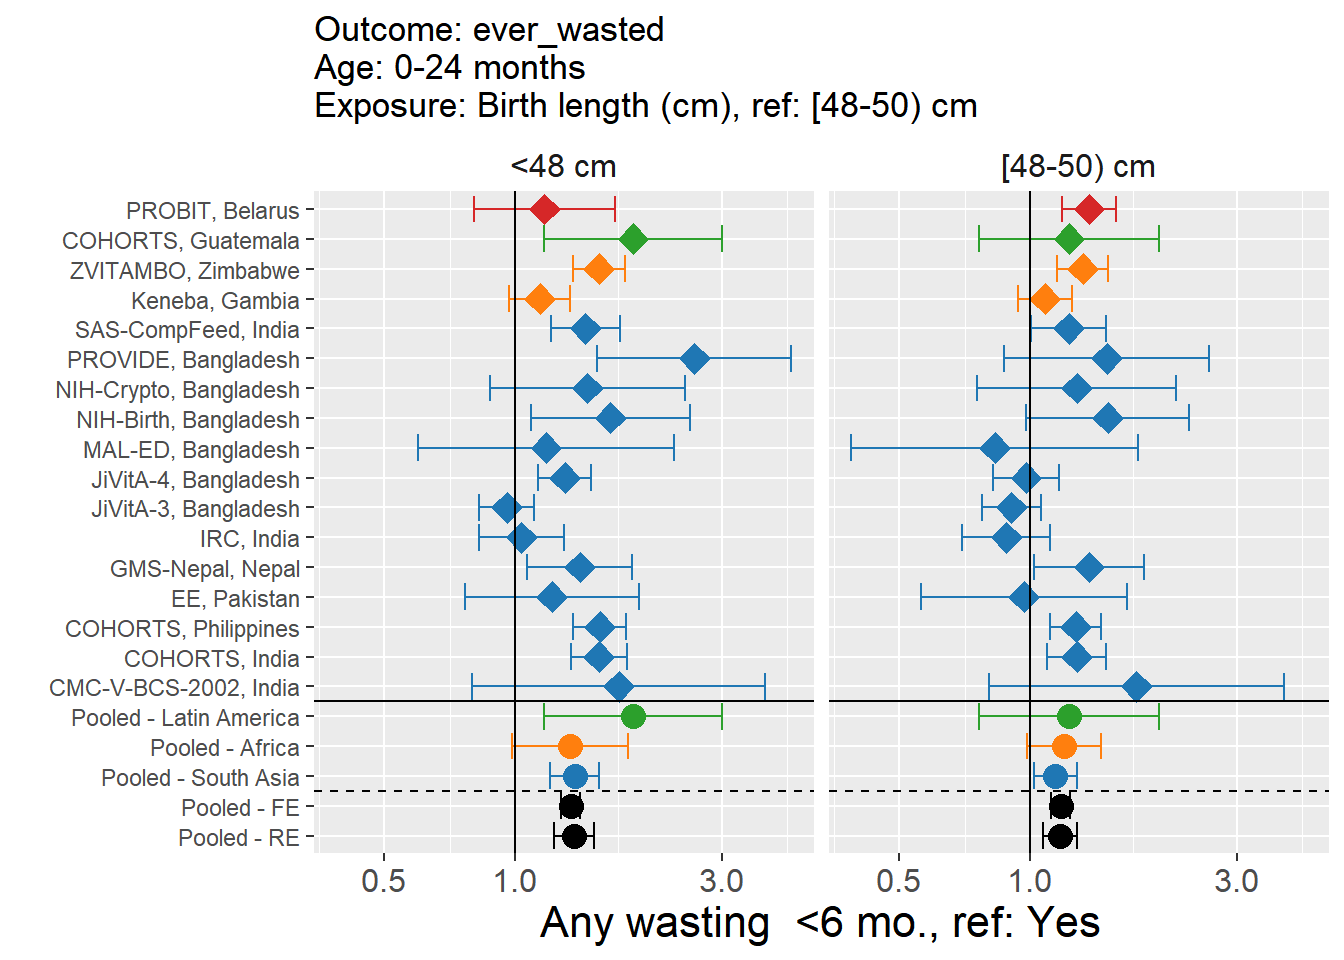 Outcome: ever_wasted
Age: 0-24 months
Exposure: Birth length (cm), ref: [48-50) cm
<48 cm
[48-50) cm
PROBIT, Belarus
COHORTS, Guatemala
ZVITAMBO, Zimbabwe
Keneba, Gambia
SAS-CompFeed, India
PROVIDE, Bangladesh
NIH-Crypto, Bangladesh
NIH-Birth, Bangladesh
MAL-ED, Bangladesh
JiVitA-4, Bangladesh
JiVitA-3, Bangladesh
IRC, India
GMS-Nepal, Nepal
EE, Pakistan
COHORTS, Philippines
COHORTS, India
CMC-V-BCS-2002, India
Pooled - Latin America
Pooled - Africa
Pooled - South Asia
Pooled - FE
Pooled - RE
0.5 1.0 3.0 0.5 1.0 3.0
Any wasting  <6 mo., ref: Yes